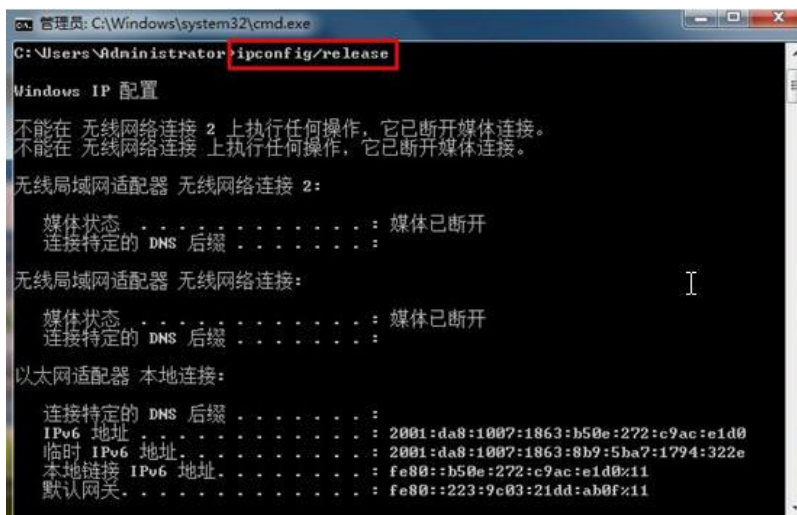 管理员: C:\Windows\system32\cmd.exe
C:\Users\Administrator>ipconfig/release
Windows IP 配置
不能在 无线网络连接 2 上执行任何操作，它已断开媒体连接。
不能在 无线网络连接 上执行任何操作，它已断开媒体连接。
无线局域网适配器 无线网络连接 2:
媒体状态 . . . . . . . . . . . . : 媒体已断开
连接特定的 DNS 后缀 . . . . . . . :
无线局域网适配器 无线网络连接:
媒体状态 . . . . . . . . . . . . : 媒体已断开
连接特定的 DNS 后缀 . . . . . . . :
以太网适配器 本地连接:
连接特定的 DNS 后缀 . . . . . . . :
IPv6 地址 . . . . . . . . . . . . : 2001:da8:1007:1863:b50e:272:c9ac:e1d0
临时 IPv6 地址. . . . . . . . . . : 2001:da8:1007:1863:8b9:5ba7:1794:322e
本地链接 IPv6 地址. . . . . . . . : fe80::b50e:272:c9ac:e1d0%11
默认网关. . . . . . . . . . . . . : fe80::223:9c03:21dd:ab0f%11